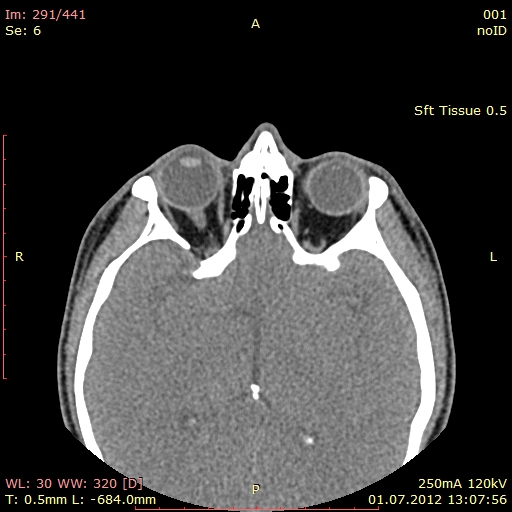 Im: 291/441
Se: 6
A
001
noID
Sft Tissue 0.5
R
L
WL: 30 WW: 320 [D]
T: 0.5mm L: -684.0mm
P
250mA 120kV
01.07.2012 13:07:56